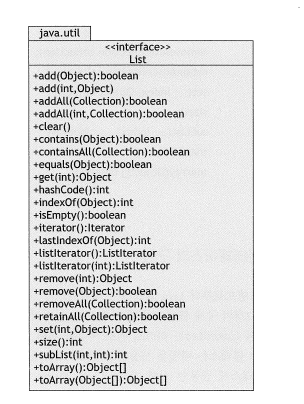 java.util
<<interface>>
List
+add(Object):boolean
+add(int,Object)
+addAll(Collection):boolean
+addAll(int,Collection):boolean
+clear()
+contains(Object):boolean
+containsAll(Collection):boolean
+equals(Object):boolean
+get(int):Object
+hashCode():int
+indexOf(Object):int
+isEmpty():boolean
+iterator():Iterator
+lastIndexOf(Object):int
+listIterator():ListIterator
+listIterator(int):ListIterator
+remove(int):Object
+remove(Object):boolean
+removeAll(Collection):boolean
+retainAll(Collection):boolean
+set(int,Object):Object
+size():int
+subList(int,int):int
+toArray():Object[]
+toArray(Object[]):Object[]